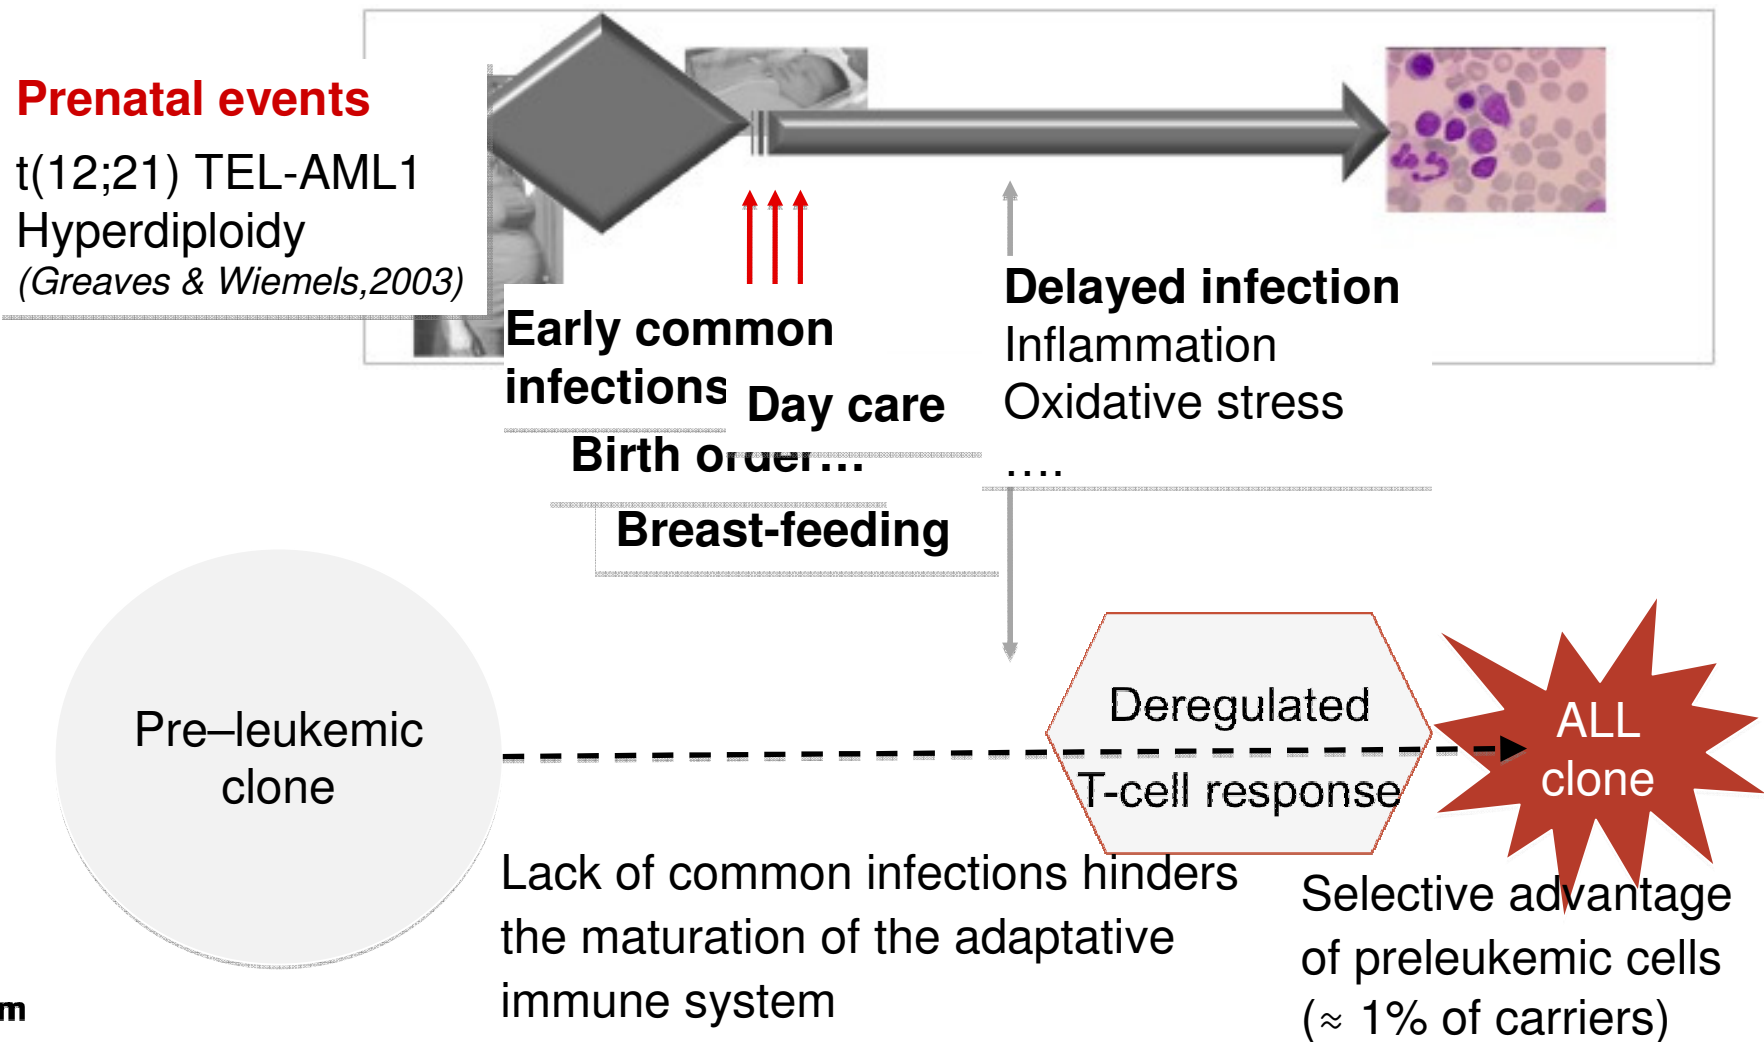 Prenatal events
t(12;21) TEL-AML1
Hyperdiploidy
(Greaves & Wiemels,2003)
Early common
infections
Day care
Birth order...
Breast-feeding
Delayed infection
Inflammation
Oxidative stress
....
Pre–leukemic
clone
Deregulated
T-cell response
ALL
clone
Lack of common infections hinders
the maturation of the adaptative
immune system
Selective advantage
of preleukemic cells
(≈ 1% of carriers)
m